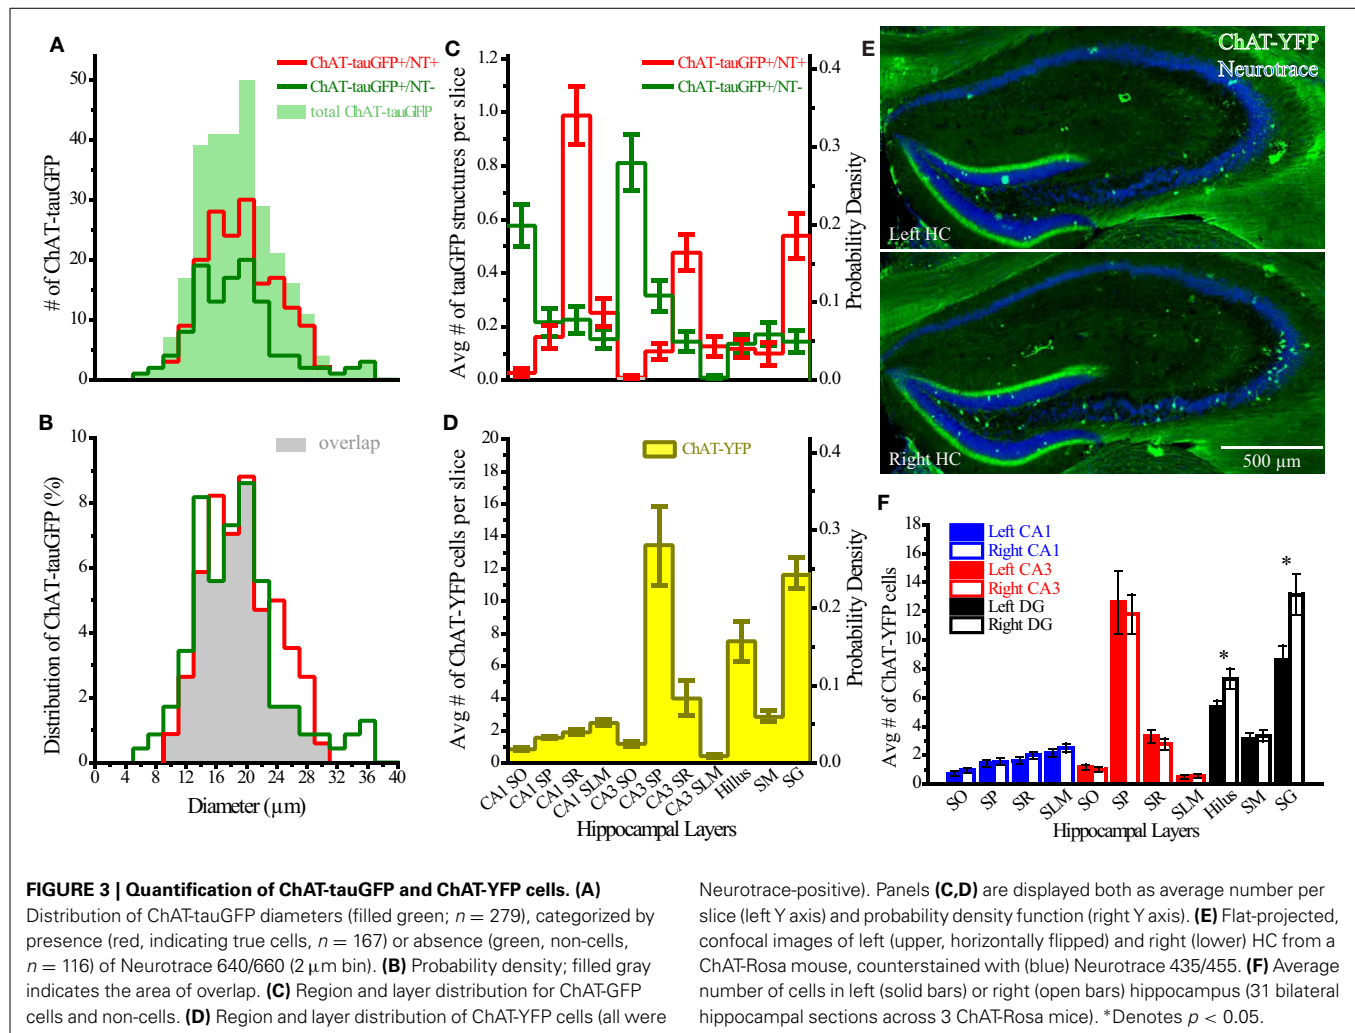 A
ChAT-tauGFP+/NT+
ChAT-tauGFP+/NT-
total ChAT-tauGFP
# of ChAT-tauGFP
50
40
30
20
10
0
B
overlap
Distribution of ChAT-tauGFP (%)
10
8
6
4
2
0
0 4 8 12 16 20 24 28 32 36 40
Diameter (µm)
C
ChAT-tauGFP+/NT+
ChAT-tauGFP+/NT-
Avg # of tauGFP structures per slice
1.2
1.0
0.8
0.6
0.4
0.2
0.0
0.4
0.3
0.2
0.1
0.0
Probability Density
D
ChAT-YFP
Avg # of ChAT-YFP cells per slice
20
18
16
14
12
10
8
6
4
2
0
0.4
0.3
0.2
0.1
0.0
Probability Density
CA1 SO
CA1 SP
CA1 SR
CA1 SLM
CA3 SO
CA3 SP
CA3 SR
CA3 SLM
Hillus
SM
SG
Hippocampal Layers
E
ChAT-YFP
Neurotrace
Left HC
Right HC
500 µm
F
Left CA1
Right CA1
Left CA3
Right CA3
Left DG
Right DG
Avg # of ChAT-YFP cells
18
16
14
12
10
8
6
4
2
0
*
*
SO
SP
SR
SLM
SO
SP
SR
SLM
Hilus
SM
SG
Hippocampal Layers
FIGURE 3 | Quantification of ChAT-tauGFP and ChAT-YFP cells. (A)
Distribution of ChAT-tauGFP diameters (filled green; n = 279), categorized by
presence (red, indicating true cells, n = 167) or absence (green, non-cells,
n = 116) of Neurotrace 640/660 (2 µm bin). (B) Probability density; filled gray
indicates the area of overlap. (C) Region and layer distribution for ChAT-GFP
cells and non-cells. (D) Region and layer distribution of ChAT-YFP cells (all were
Neurotrace-positive). Panels (C,D) are displayed both as average number per
slice (left Y axis) and probability density function (right Y axis). (E) Flat-projected,
confocal images of left (upper, horizontally flipped) and right (lower) HC from a
ChAT-Rosa mouse, counterstained with (blue) Neurotrace 435/455. (F) Average
number of cells in left (solid bars) or right (open bars) hippocampus (31 bilateral
hippocampal sections across 3 ChAT-Rosa mice). *Denotes p < 0.05.